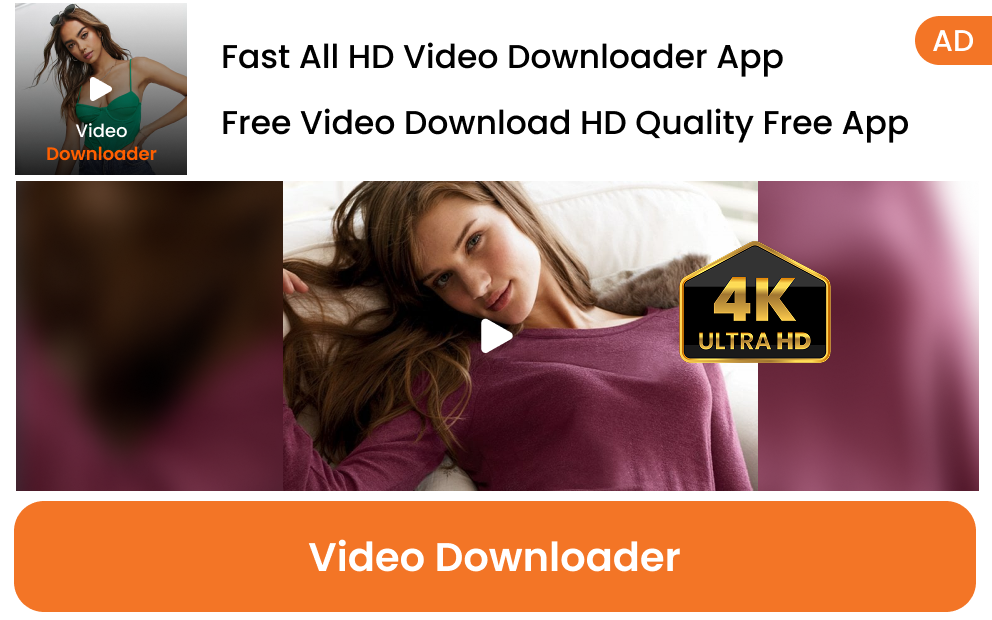 Fast All HD Video Downloader App
AD
Free Video Download HD Quality Free App
Video
Downloader
4K
ULTRA HD
Video Downloader